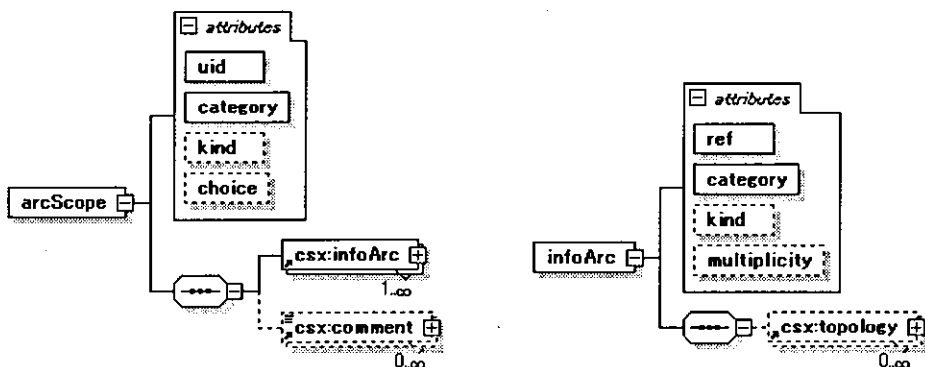 attributes
uid
category
kind
choice
arcScope
csx:infoArc
1..∞
csx:comment
0..∞
attributes
ref
category
kind
multiplicity
infoArc
csx:topology
0..∞